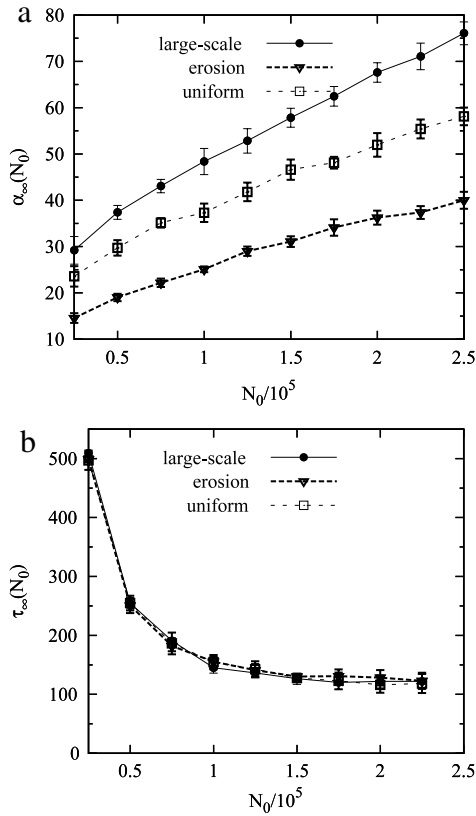 a
80
70
60
50
40
30
20
10
α∞(N0)
large-scale
erosion
uniform
0.5 1 1.5 2 2.5
N0/10^5
b
500
400
300
200
100
0
τ∞(N0)
large-scale
erosion
uniform
0.5 1 1.5 2 2.5
N0/10^5